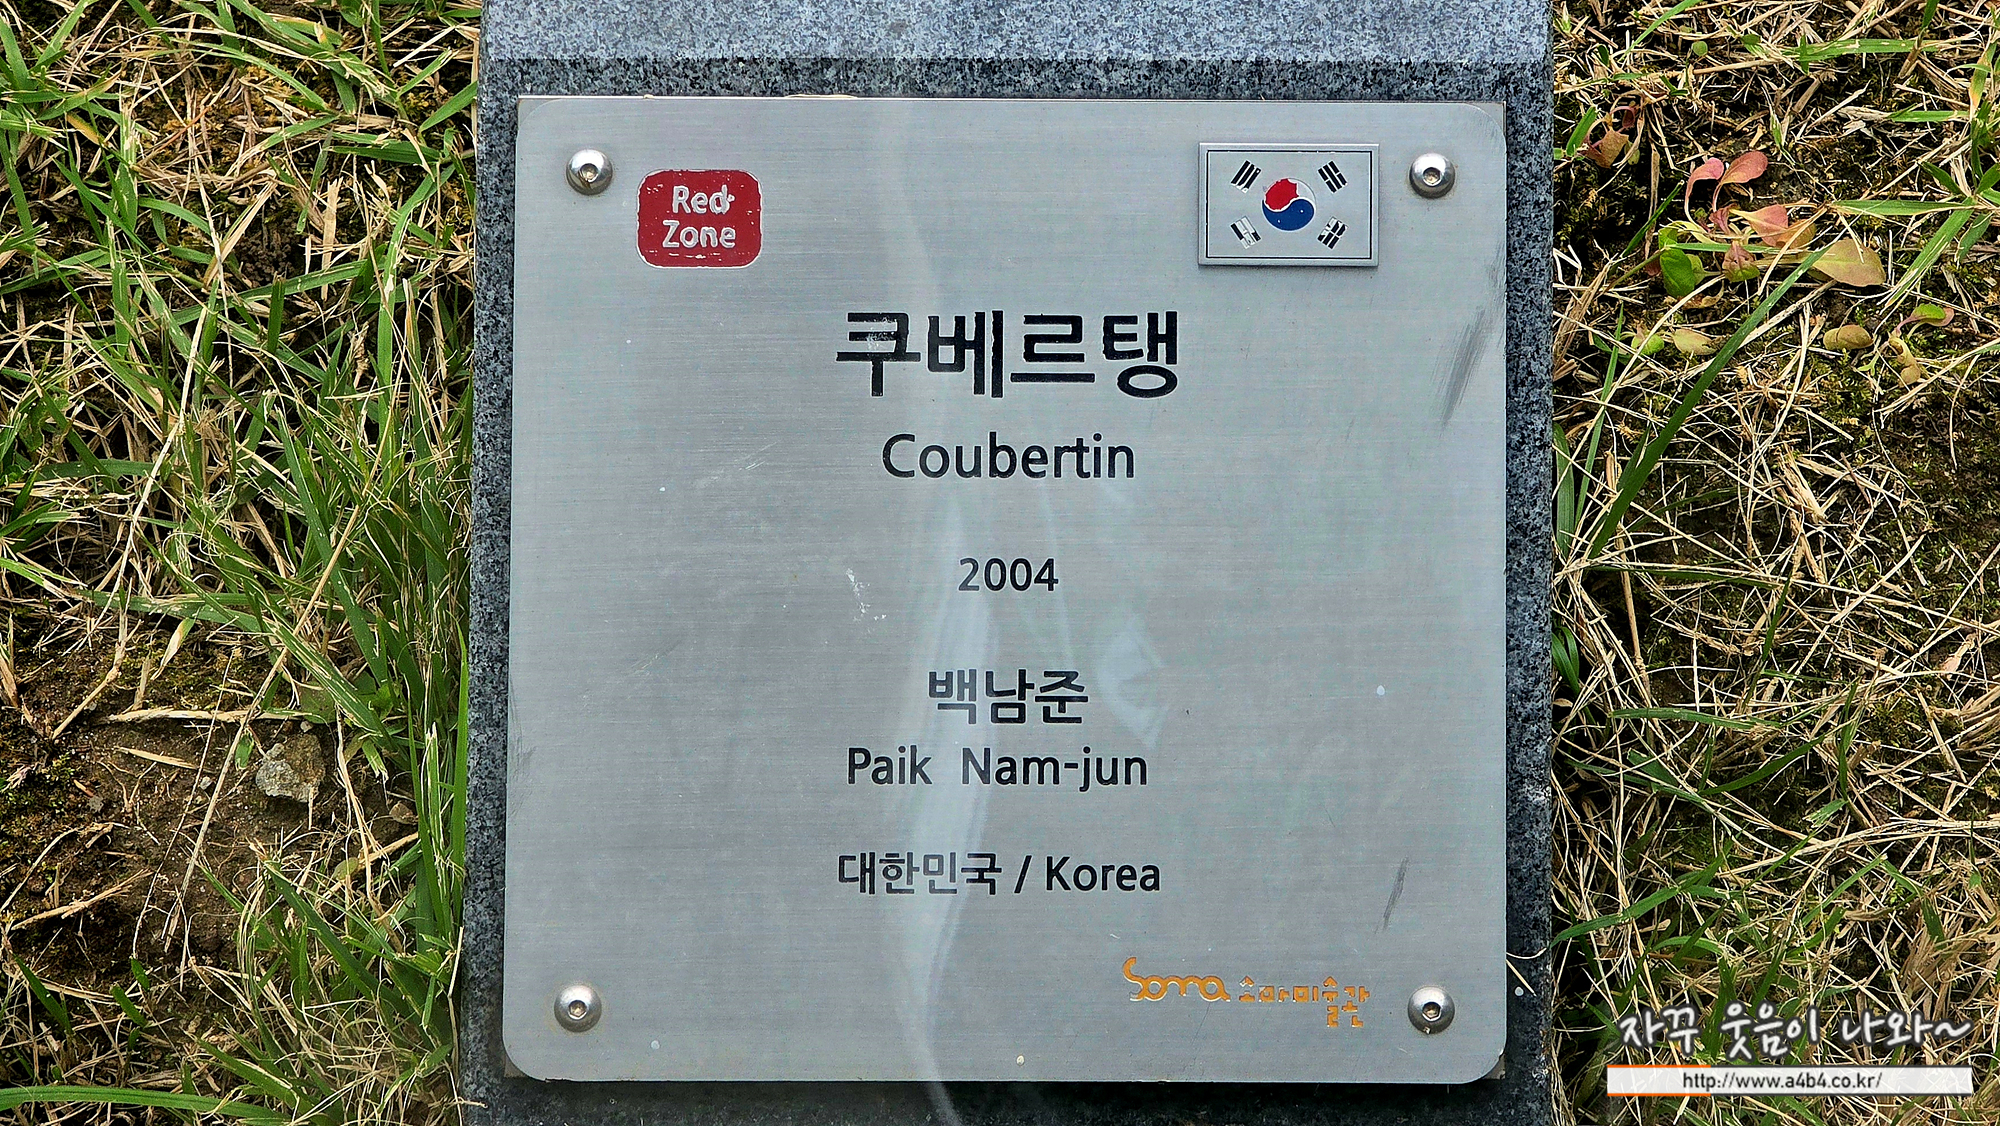 Red
Zone
쿠베르탱
Coubertin
2004
백남준
Paik Nam-jun
대한민국 / Korea
Soma 소마미술관
자꾸 웃음이 나와~
http://www.a4b4.co.kr/